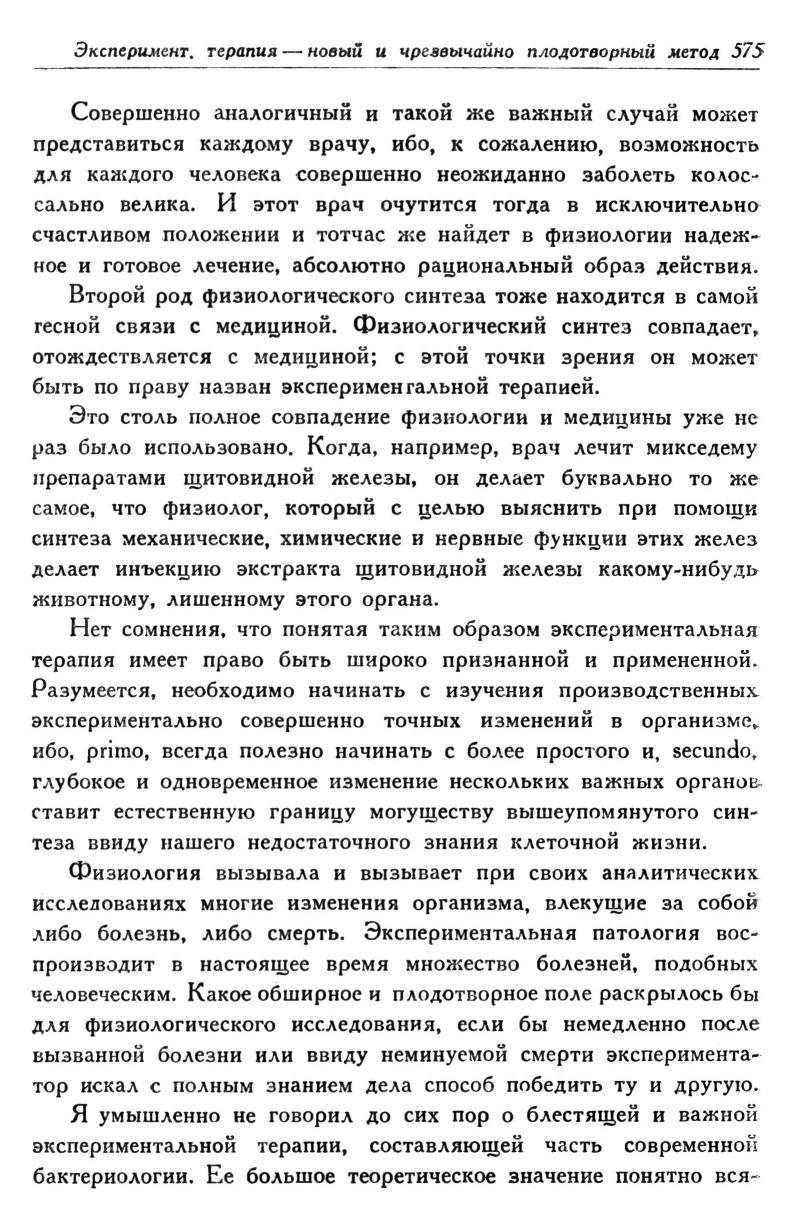 Эксперимент. терапия — новый и чрезвычайно плодотворный метод 575
Совершенно аналогичный и такой же важный случай может
представиться каждому врачу, ибо, к сожалению, возможность
для каждого человека совершенно неожиданно заболеть колос-
сально велика. И этот врач очутится тогда в исключительно
счастливом положении и тотчас же найдет в физиологии надеж-
ное и готовое лечение, абсолютно рациональный образ действия.
Второй род физиологического синтеза тоже находится в самой
тесной связи с медициной. Физиологический синтез совпадает,
отождествляется с медициной; с этой точки зрения он может
быть по праву назван экспериментальной терапией.
Это столь полное совпадение физиологии и медицины уже не
раз было использовано. Когда, например, врач лечит микседему
препаратами щитовидной железы, он делает буквально то же
самое, что физиолог, который с целью выяснить при помощи
синтеза механические, химические и нервные функции этих желез
делает инъекцию экстракта щитовидной железы какому-нибудь
животному, лишенному этого органа.
Нет сомнения, что понятая таким образом экспериментальная
терапия имеет право быть широко признанной и примененной.
Разумеется, необходимо начинать с изучения производственных
экспериментально совершенно точных изменений в организме,
ибо, primo, всегда полезно начинать с более простого и, secundo,
глубокое и одновременное изменение нескольких важных органов
ставит естественную границу могуществу вышеупомянутого син-
теза ввиду нашего недостаточного знания клеточной жизни.
Физиология вызывала и вызывает при своих аналитических
исследованиях многие изменения организма, влекущие за собой
либо болезнь, либо смерть. Экспериментальная патология вос-
производит в настоящее время множество болезней, подобных
человеческим. Какое обширное и плодотворное поле раскрылось бы
для физиологического исследования, если бы немедленно после
вызванной болезни или ввиду неминуемой смерти эксперимента-
тор искал с полным знанием дела способ победить ту и другую.
Я умышленно не говорил до сих пор о блестящей и важной
экспериментальной терапии, составляющей часть современной
бактериологии. Ее большое теоретическое значение понятно вся-